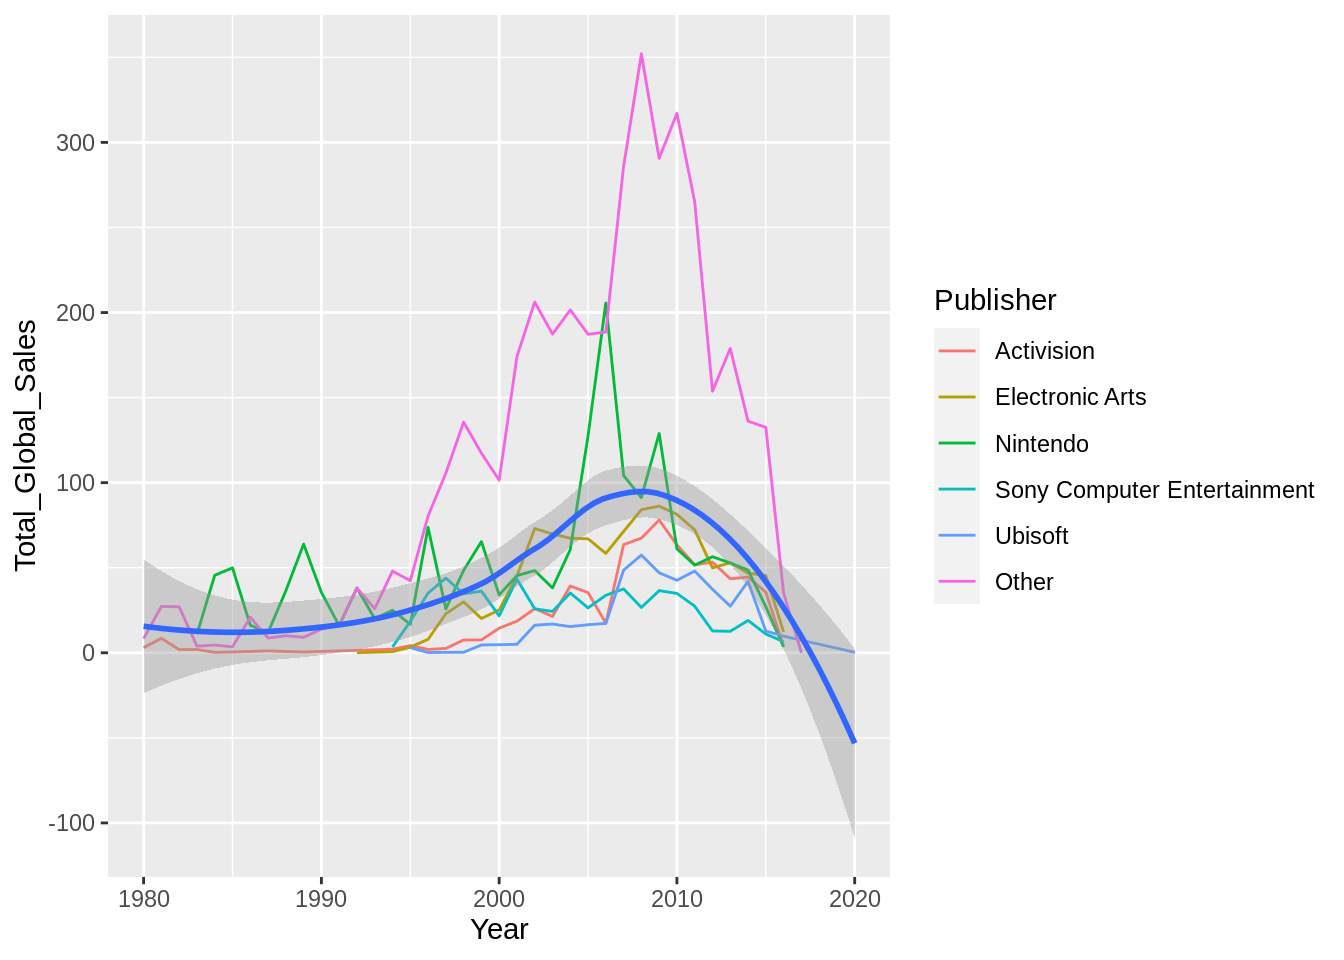 Total_Global_Sales
300
200
100
0
-100
1980
1990
2000
2010
2020
Year
Publisher
Activision
Electronic Arts
Nintendo
Sony Computer Entertainment
Ubisoft
Other